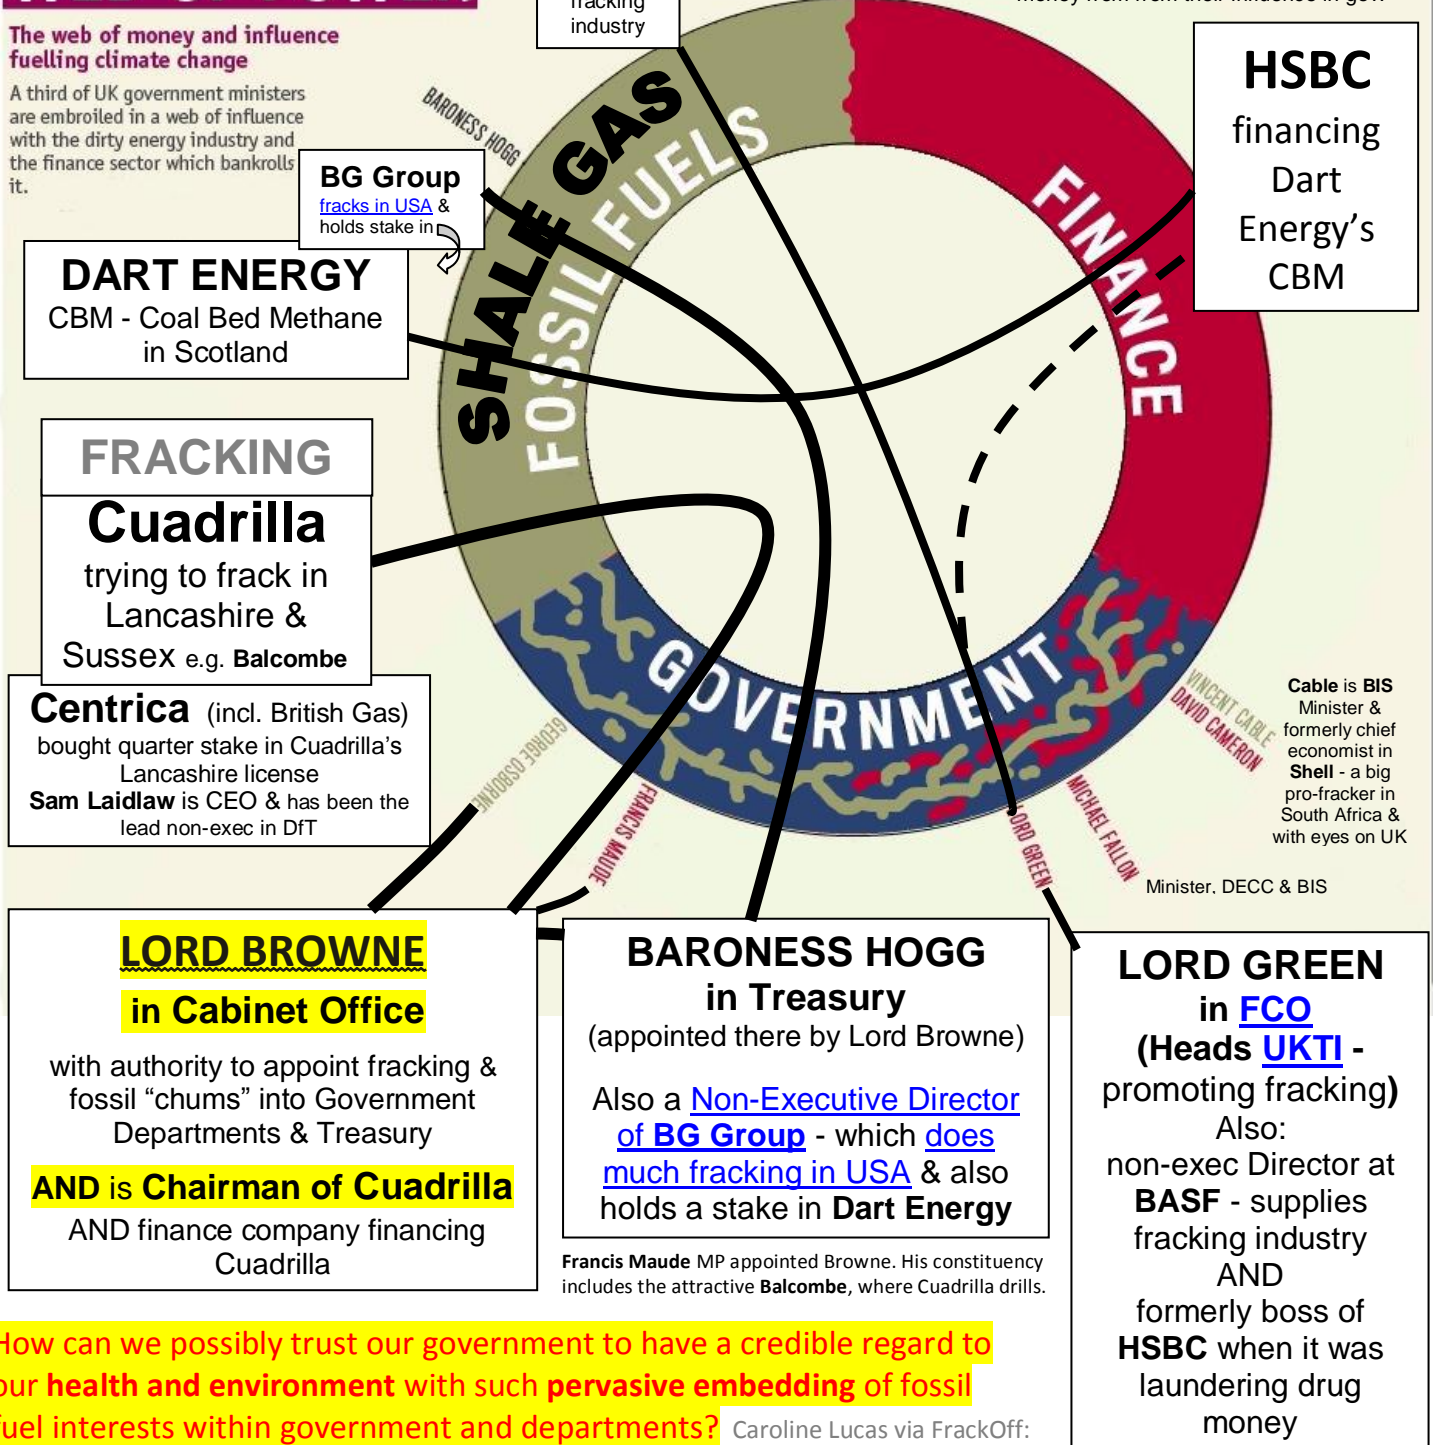 WEB OF POWER
The web of money and influence
fuelling climate change
A third of UK government ministers
are embroiled in a web of influence
with the dirty energy industry and
the finance sector which bankrolls
it.
fracking
industry
money from from their influence in gov.
HSBC
financing
Dart
Energy's
CBM
BARONESS HOGG
BG Group
fracks in USA &
holds stake in
DART ENERGY
CBM - Coal Bed Methane
in Scotland
SHALE GAS
FOSSIL FUELS
FINANCE
GOVERNMENT
FRACKING
Cuadrilla
trying to frack in
Lancashire &
Sussex e.g. Balcombe
Centrica (incl. British Gas)
bought quarter stake in Cuadrilla's
Lancashire license
Sam Laidlaw is CEO & has been the
lead non-exec in DfT
GEORGE OSBORNE
FRANCIS MAUDE
LORD GREEN
MICHAEL FALLON
VINCENT CABLE
DAVID CAMERON
Cable is BIS
Minister &
formerly chief
economist in
Shell - a big
pro-fracker in
South Africa &
with eyes on UK
Minister, DECC & BIS
LORD BROWNE
in Cabinet Office
with authority to appoint fracking &
fossil “chums” into Government
Departments & Treasury
AND is Chairman of Cuadrilla
AND finance company financing
Cuadrilla
BARONESS HOGG
in Treasury
(appointed there by Lord Browne)
Also a Non-Executive Director
of BG Group - which does
much fracking in USA & also
holds a stake in Dart Energy
Francis Maude MP appointed Browne. His constituency
includes the attractive Balcombe, where Cuadrilla drills.
LORD GREEN
in FCO
(Heads UKTI -
promoting fracking)
Also:
non-exec Director at
BASF - supplies
fracking industry
AND
formerly boss of
HSBC when it was
laundering drug
money
How can we possibly trust our government to have a credible regard to
our health and environment with such pervasive embedding of fossil
fuel interests within government and departments? Caroline Lucas via FrackOff: